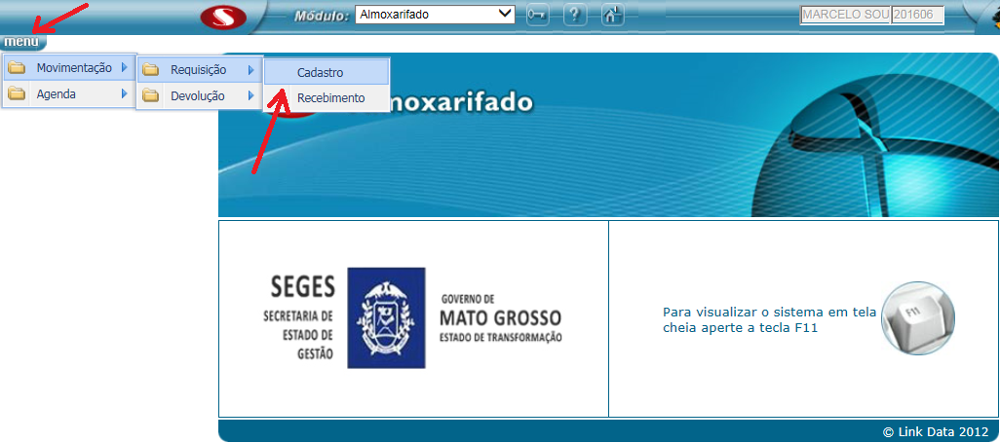 Módulo: Almoxarifado
?
MARCELO SOU 201606
menu
Movimentação
Agenda
Requisição
Devolução
Cadastro
Recebimento
moxarifado
SEGES
SECRETARIA DE
ESTADO DE
GESTÃO
GOVERNO DE
MATO GROSSO
ESTADO DE TRANSFORMAÇÃO
Para visualizar o sistema em tela
cheia aperte a tecla F11
F11
© Link Data 2012